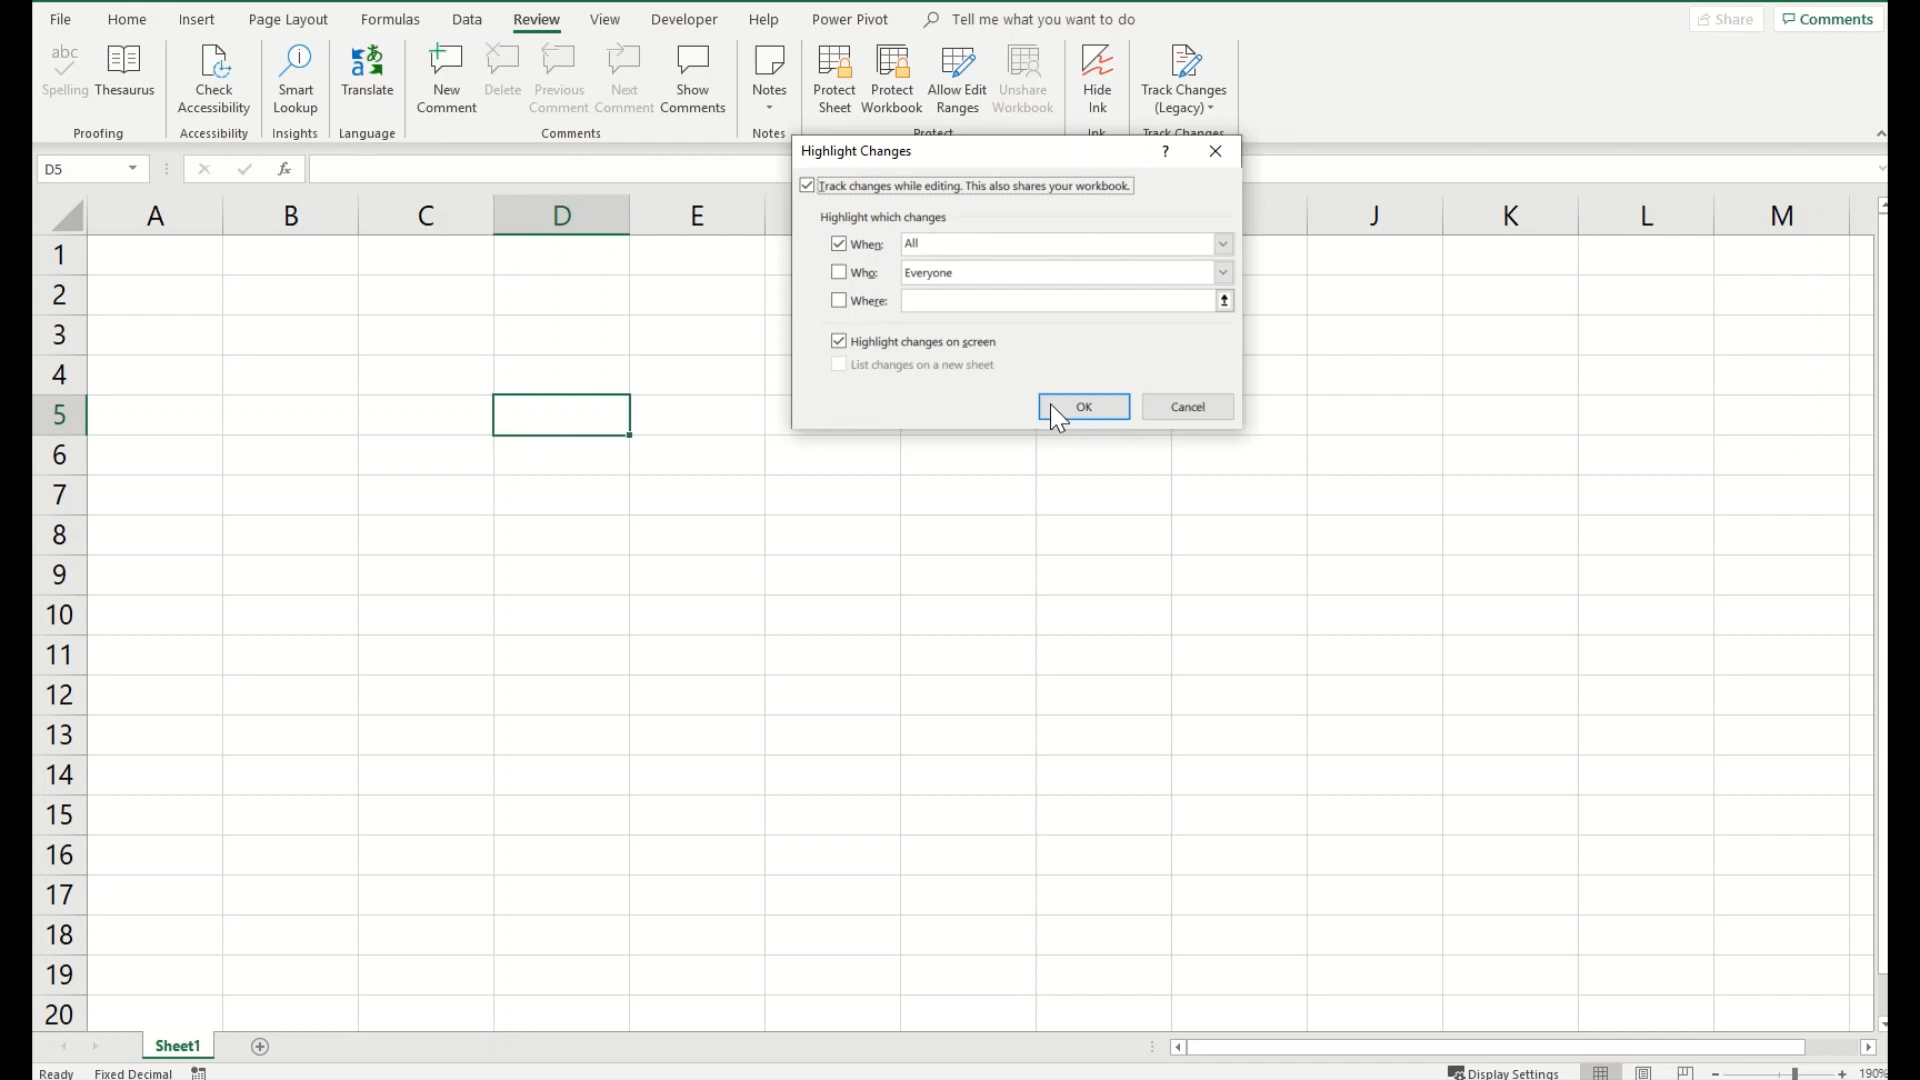 File Home Insert Page Layout Formulas Data Review View Developer Help Power Pivot Tell me what you want to do Share Comments
abc
Spelling Thesaurus Check Accessibility Smart Lookup Translate New Comment Delete Previous Comment Next Comment Show Comments Notes Protect Sheet Protect Workbook Allow Edit Ranges Unshare Workbook Hide Ink Track Changes (Legacy)
Proofing Accessibility Insights Language Comments Notes Protect Ink Track Changes
D5 fx
Highlight Changes ?
Track changes while editing. This also shares your workbook.
Highlight which changes
When: All
Who: Everyone
Where:
Highlight changes on screen
List changes on a new sheet
OK Cancel
A B C D E J K L M
1
2
3
4
5
6
7
8
9
10
11
12
13
14
15
16
17
18
19
20
Sheet1
Ready Fixed Decimal Display Settings 190%